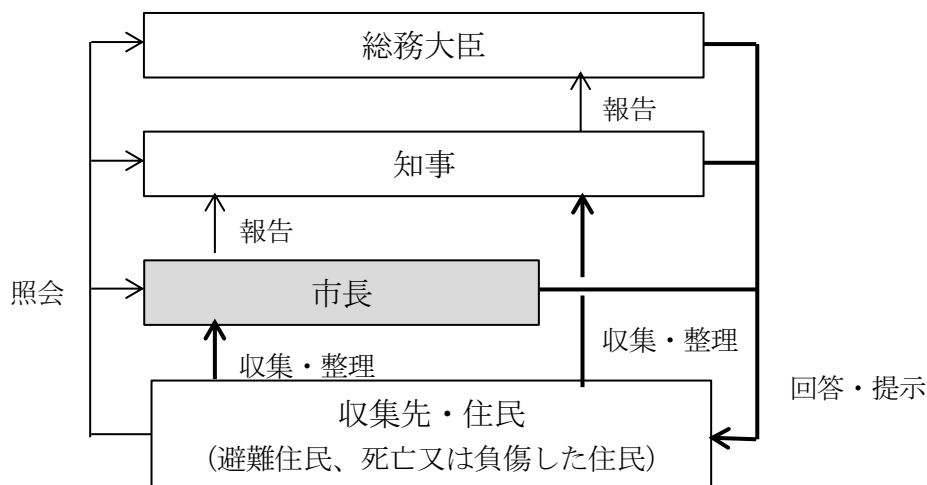 総務大臣
報告
知事
報告
照会
市長
収集・整理
収集・整理
回答・提示
収集先・住民
(避難住民、死亡又は負傷した住民)